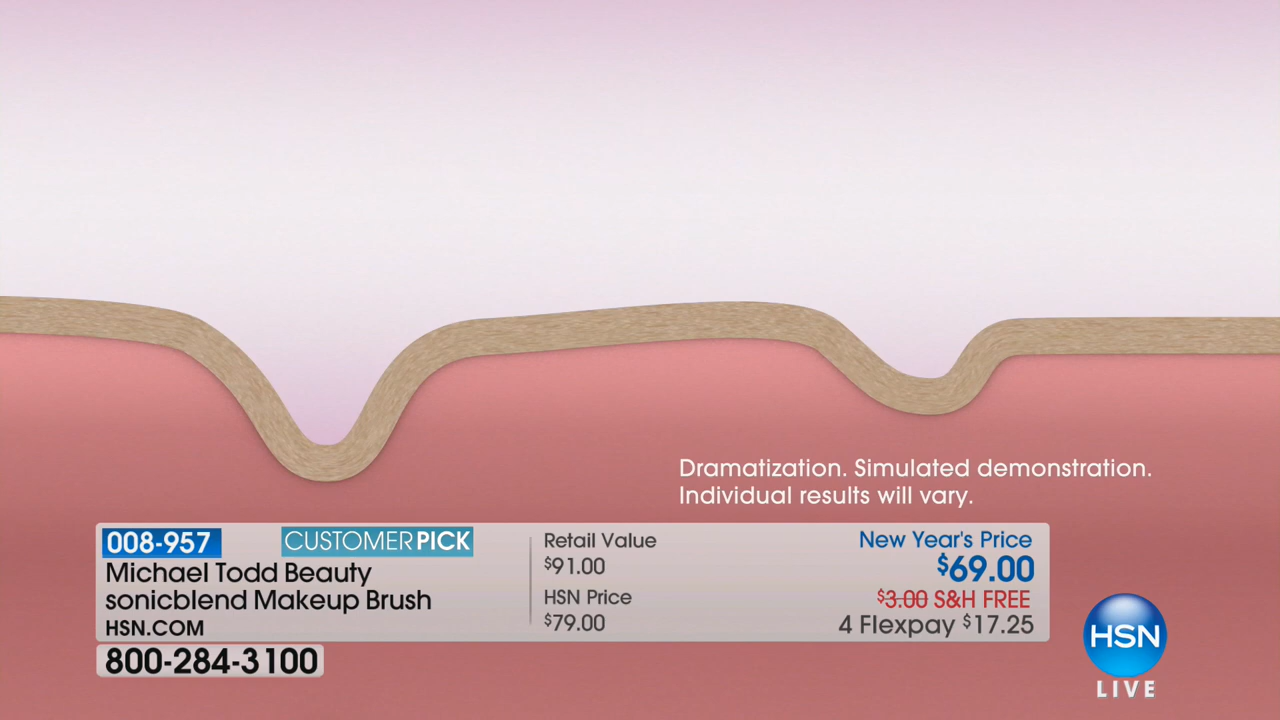 Dramatization. Simulated demonstration.
Individual results will vary.
008-957
CUSTOMERPICK
Michael Todd Beauty
sonicblend Makeup Brush
HSN.COM
800-284-3100
Retail Value
$91.00
HSN Price
$79.00
New Year's Price
$69.00
$3.00 S&H FREE
4 Flexpay $17.25
HSN
LIVE